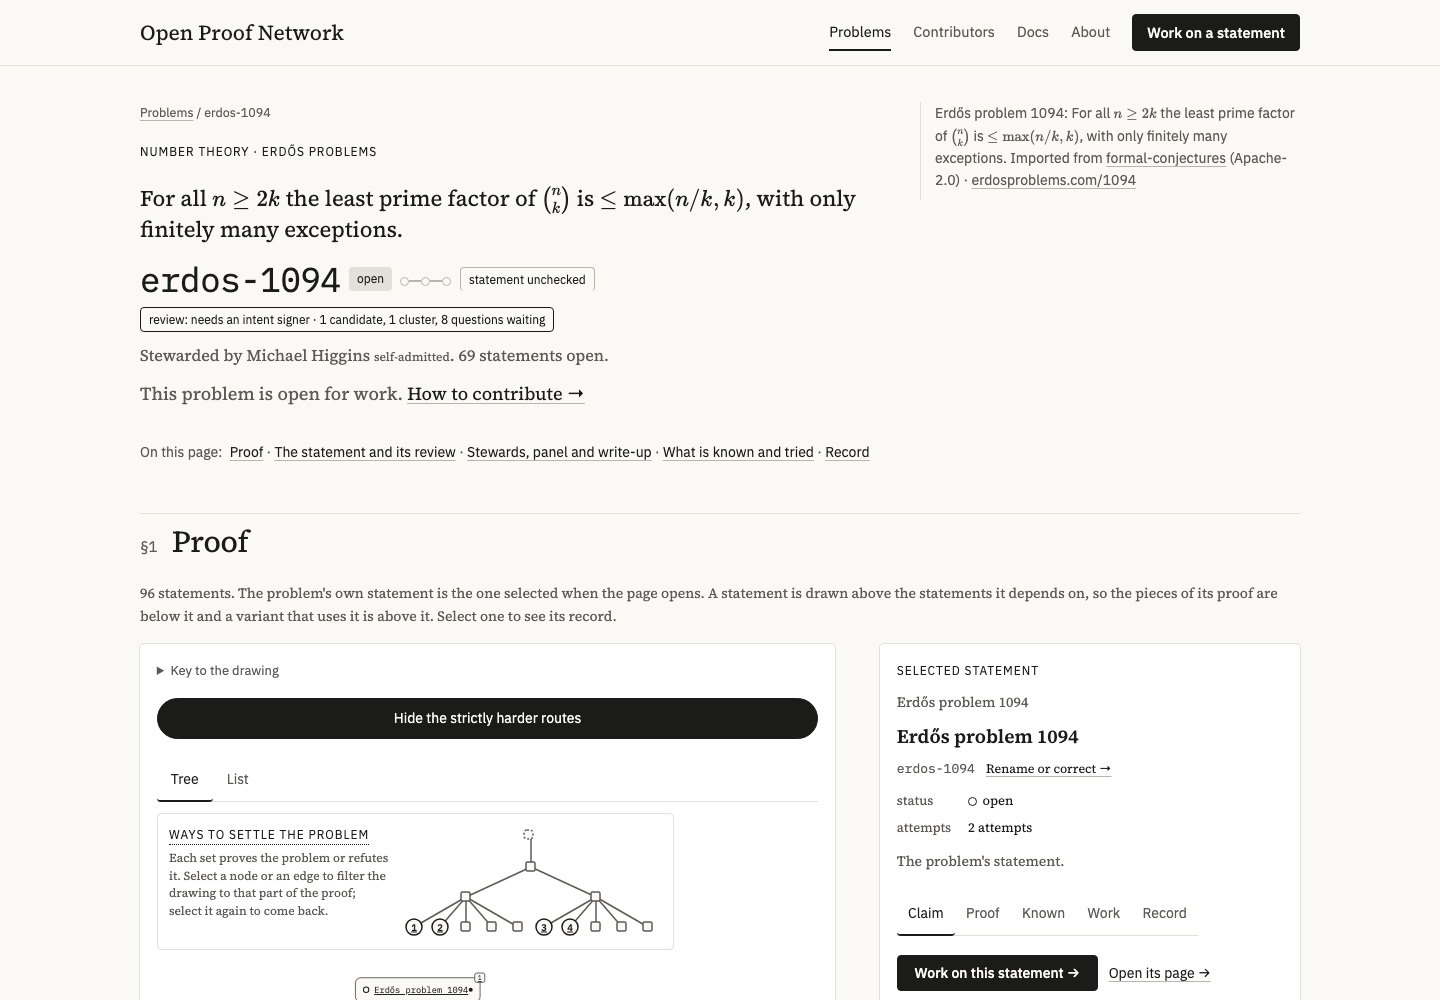 Open Proof Network
Problems Contributors Docs About Work on a statement
Problems / erdos-1094
NUMBER THEORY · ERDŐS PROBLEMS
For all n ≥ 2k the least prime factor of (n k) is ≤ max(n/k, k), with only
finitely many exceptions.
erdos-1094 open statement unchecked
review: needs an intent signer · 1 candidate, 1 cluster, 8 questions waiting
Stewarded by Michael Higgins self-admitted. 69 statements open.
This problem is open for work. How to contribute →
Erdős problem 1094: For all n ≥ 2k the least prime factor
of (n k) is ≤ max(n/k, k), with only finitely many
exceptions. Imported from formal-conjectures (Apache-
2.0) · erdosproblems.com/1094
On this page: Proof · The statement and its review · Stewards, panel and write-up · What is known and tried · Record
§1 Proof
96 statements. The problem's own statement is the one selected when the page opens. A statement is drawn above the statements it depends on, so the pieces of its proof are
below it and a variant that uses it is above it. Select one to see its record.
▶ Key to the drawing
Hide the strictly harder routes
Tree List
WAYS TO SETTLE THE PROBLEM
Each set proves the problem or refutes
it. Select a node or an edge to filter the
drawing to that part of the proof;
select it again to come back.
1 2 3 4
1
Erdős problem 1094
SELECTED STATEMENT
Erdős problem 1094
Erdős problem 1094
erdos-1094 Rename or correct →
status open
attempts 2 attempts
The problem's statement.
Claim Proof Known Work Record
Work on this statement → Open its page →